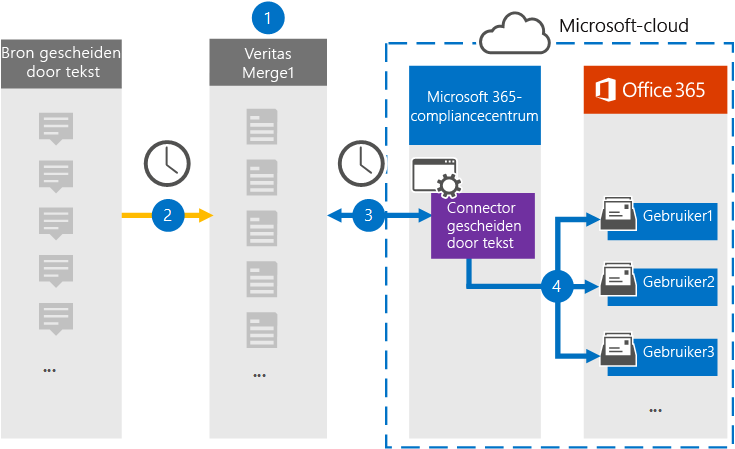 1
Microsoft-cloud
Bron gescheiden
door tekst
Veritas
Merge1
Microsoft 365-
compliancecentrum
Office 365
2
3
Connector
gescheiden
door tekst
4
Gebruiker1
Gebruiker2
Gebruiker3
...
...
...